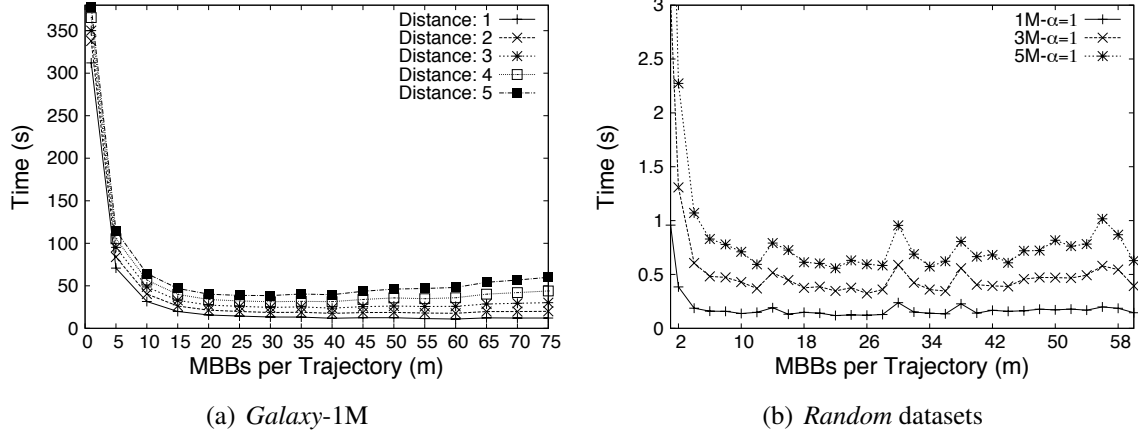 350
300
250
200
150
100
50
0
Time (s)
0 5 10 15 20 25 30 35 40 45 50 55 60 65 70 75
MBBs per Trajectory (m)
Distance: 1
Distance: 2
Distance: 3
Distance: 4
Distance: 5
(a) Galaxy-1M
3
2.5
2
1.5
1
0.5
0
Time (s)
2 10 18 26 34 42 50 58
MBBs per Trajectory (m)
1M-α=1
3M-α=1
5M-α=1
(b) Random datasets